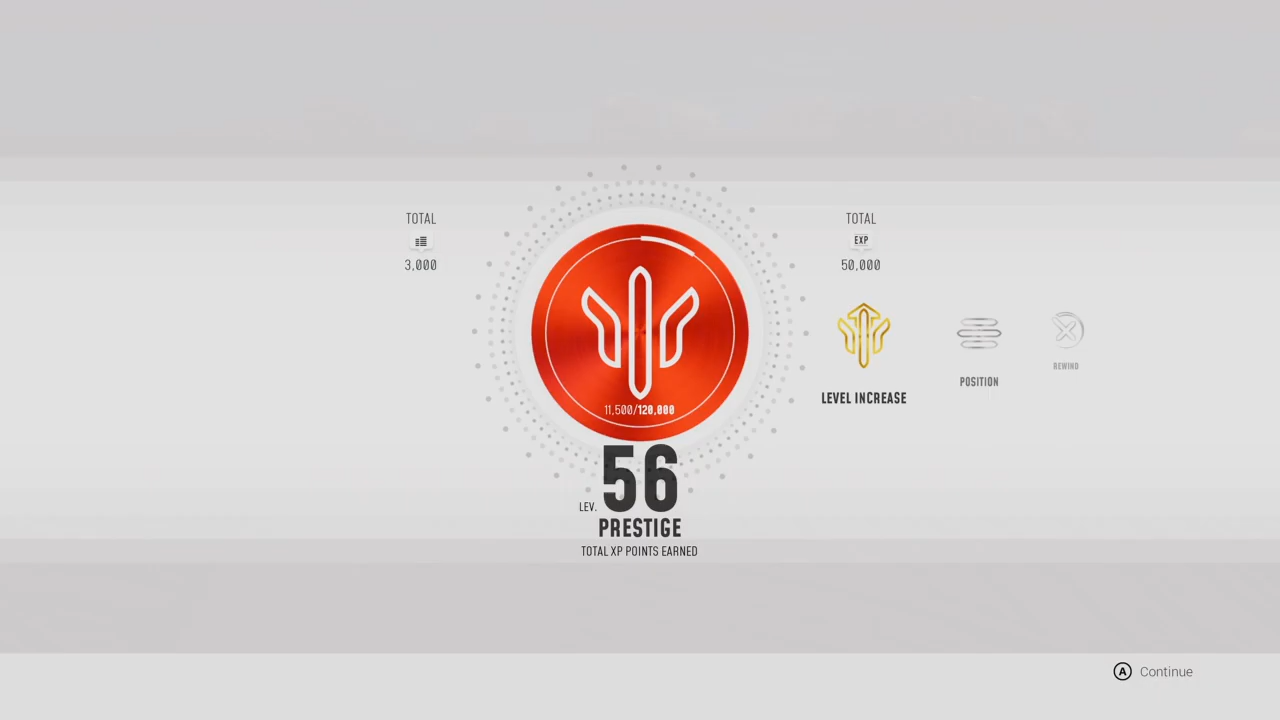 TOTAL
3,000
TOTAL
EXP
50,000
11,500/120,000
LEVEL INCREASE
POSITION
REWIND
LEV. 56
PRESTIGE
TOTAL XP POINTS EARNED
A Continue